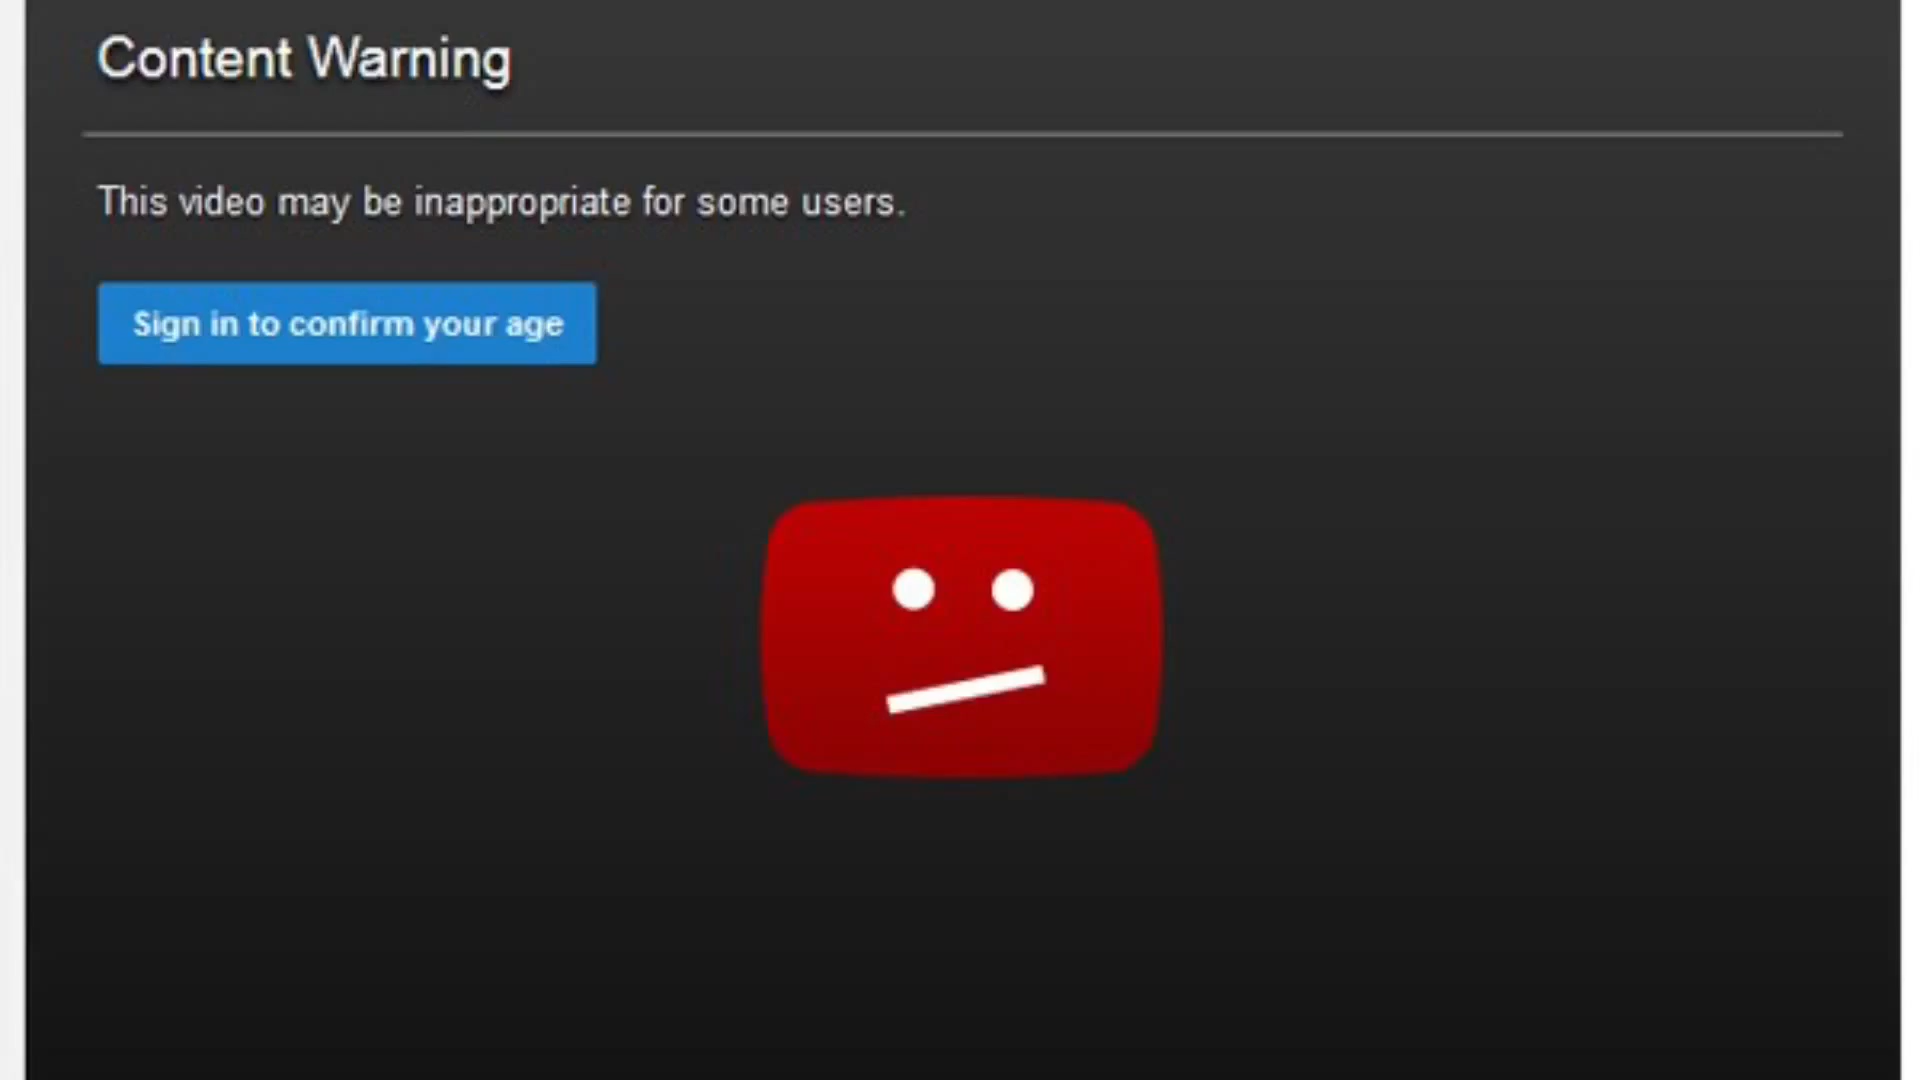 Content Warning
This video may be inappropriate for some users.
Sign in to confirm your age